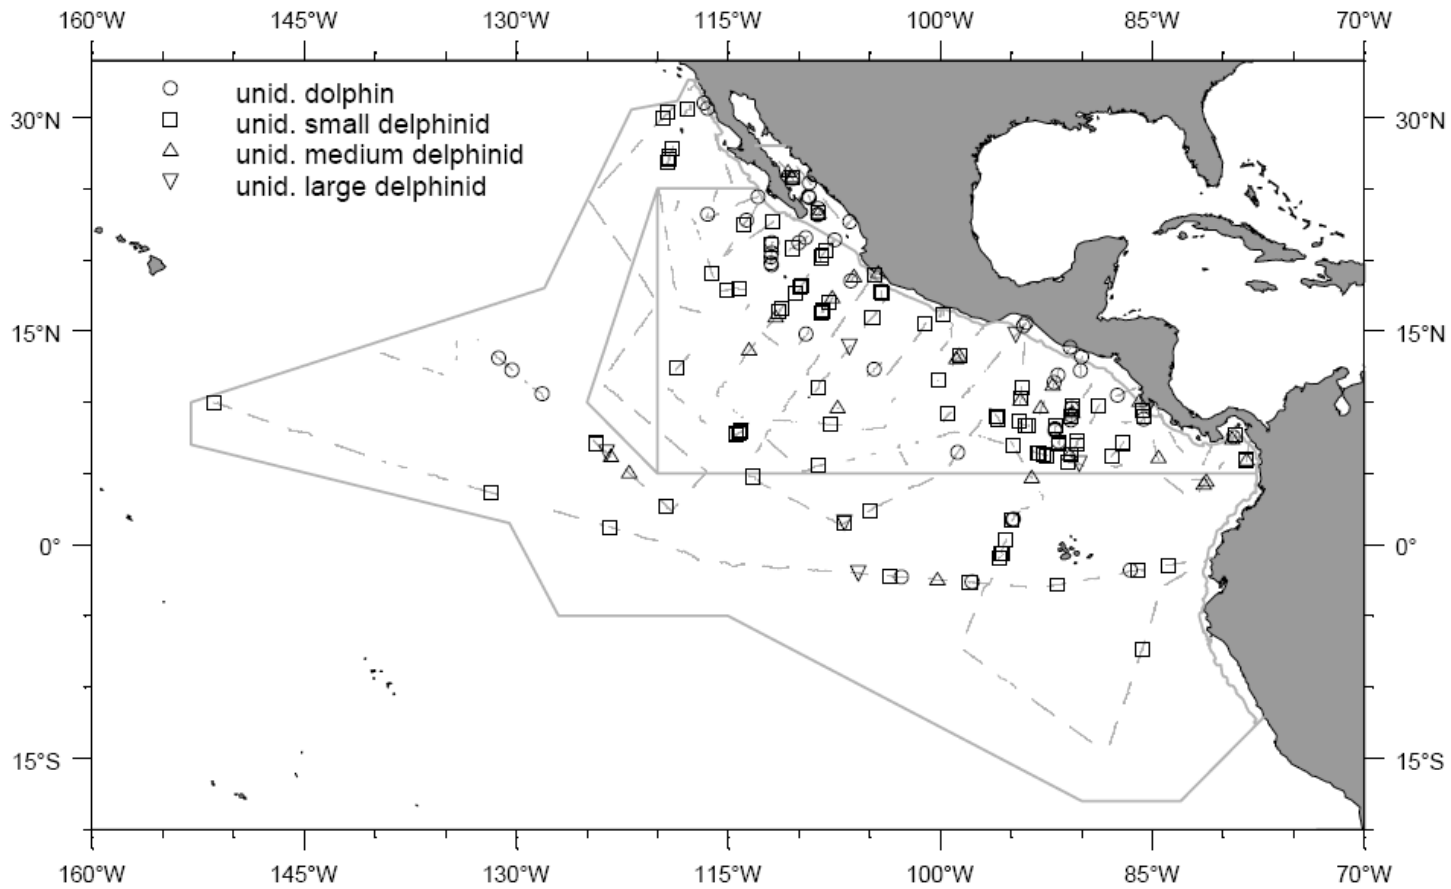 160°W 145°W 130°W 115°W 100°W 85°W 70°W
unid. dolphin
30°N 30°N
unid. small delphinid
unid. medium delphinid
unid. large delphinid
15°N 15°N
0° 0°
15°S 15°S
160°W 145°W 130°W 115°W 100°W 85°W 70°W